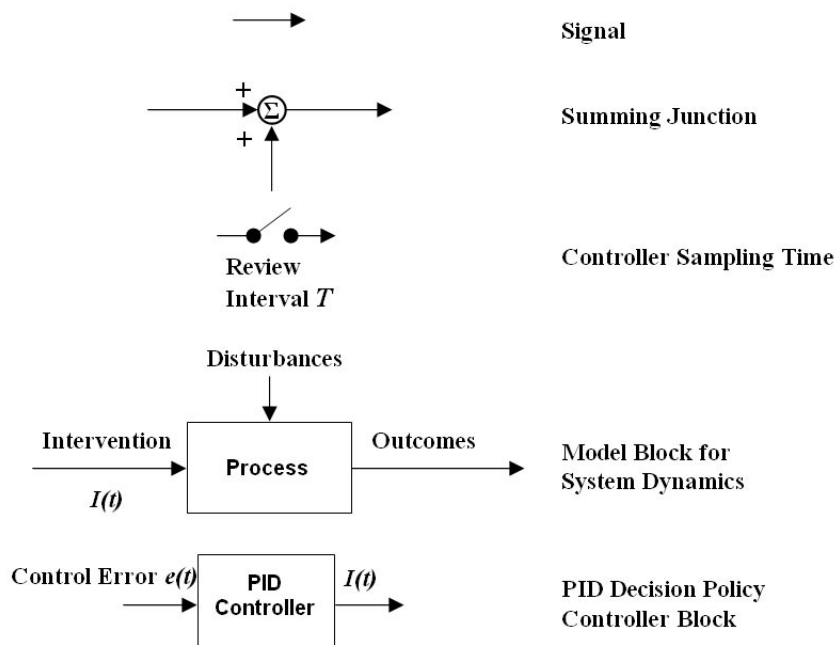 Signal
+
Σ
+
Summing Junction
Review
Interval T
Controller Sampling Time
Disturbances
Intervention
I(t)
Process
Outcomes
Model Block for
System Dynamics
Control Error e(t)
PID
Controller
I(t)
PID Decision Policy
Controller Block